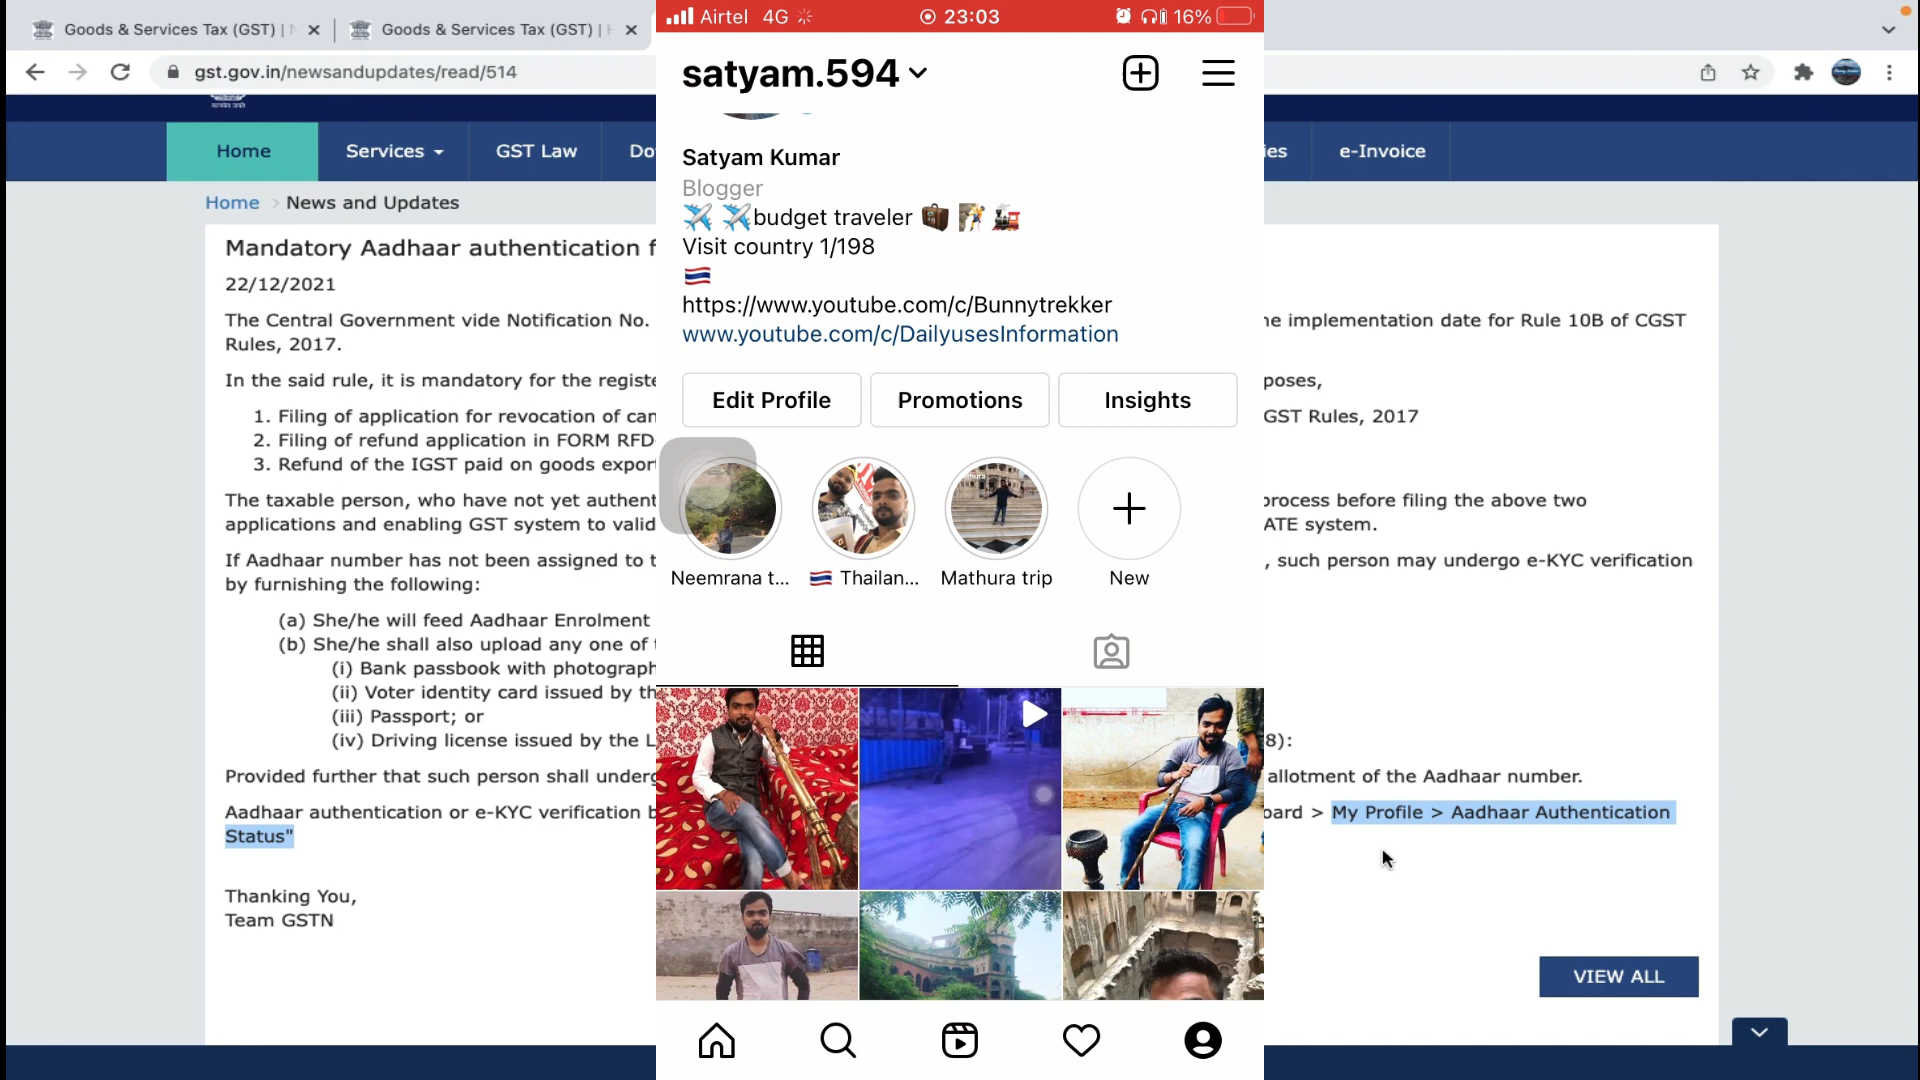 Goods & Services Tax (GST) |
Goods & Services Tax (GST) |
gst.gov.in/newsandupdates/read/514
Home
Services
GST Law
Do
ies
e-Invoice
Home > News and Updates
Mandatory Aadhaar authentication f
22/12/2021
The Central Government vide Notification No.
he implementation date for Rule 10B of CGST
Rules, 2017.
In the said rule, it is mandatory for the registe
poses,
1. Filing of application for revocation of can
GST Rules, 2017
2. Filing of refund application in FORM RFD
3. Refund of the IGST paid on goods export
The taxable person, who have not yet authent
process before filing the above two
applications and enabling GST system to valid
ATE system.
If Aadhaar number has not been assigned to t
, such person may undergo e-KYC verification
by furnishing the following:
(a) She/he will feed Aadhaar Enrolment
(b) She/he shall also upload any one of t
(i) Bank passbook with photograph
(ii) Voter identity card issued by th
(iii) Passport; or
(iv) Driving license issued by the L
8):
Provided further that such person shall underg
allotment of the Aadhaar number.
Aadhaar authentication or e-KYC verification b
oard > My Profile > Aadhaar Authentication
Status"
Thanking You,
Team GSTN
VIEW ALL
Airtel 4G
23:03
16%
satyam.594
Satyam Kumar
Blogger
✈️ ✈️budget traveler 🧳 🧗 🚂
Visit country 1/198
🇹🇭
https://www.youtube.com/c/Bunnytrekker
www.youtube.com/c/DailyusesInformation
Edit Profile
Promotions
Insights
Neemrana t...
🇹🇭 Thailan...
Mathura trip
New